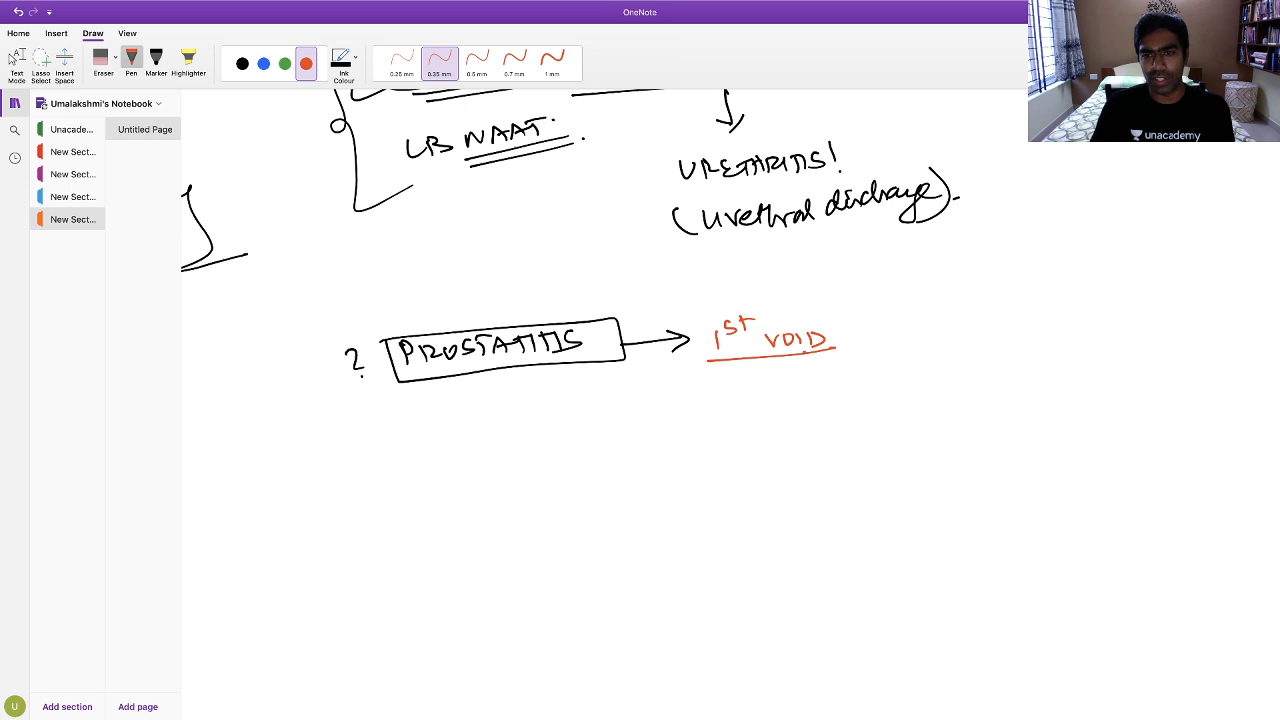 OneNote
Home Insert Draw View
Text Mode
Lasso Select
Insert Space
Eraser
Pen
Marker
Highlighter
Ink Colour
0.25 mm
0.35 mm
0.5 mm
0.7 mm
1 mm
Umalakshmi's Notebook
Unacade...
New Sect...
New Sect...
New Sect...
New Sect...
Untitled Page
NAAT.
URETHRITIS!
(Urethral discharge).
? PROSTATITIS
1st VOID
unacademy
U
Add section
Add page